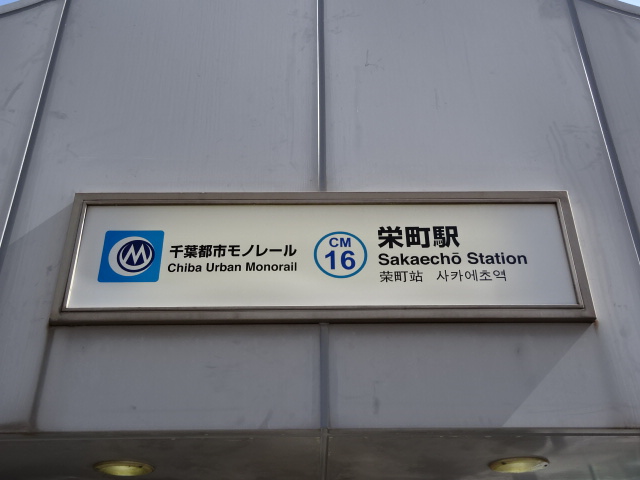 千葉都市モノレール
Chiba Urban Monorail
CM
16
栄町駅
Sakaechō Station
荣町站 사카에초역